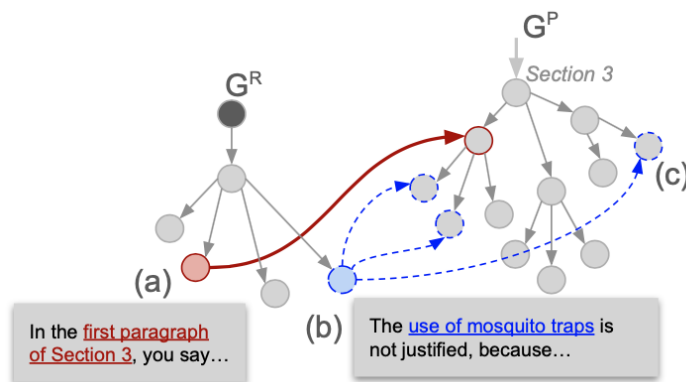 G^P
Section 3
G^R
(c)
(a)
(b)
In the first paragraph
of Section 3, you say…
The use of mosquito traps is
not justified, because…